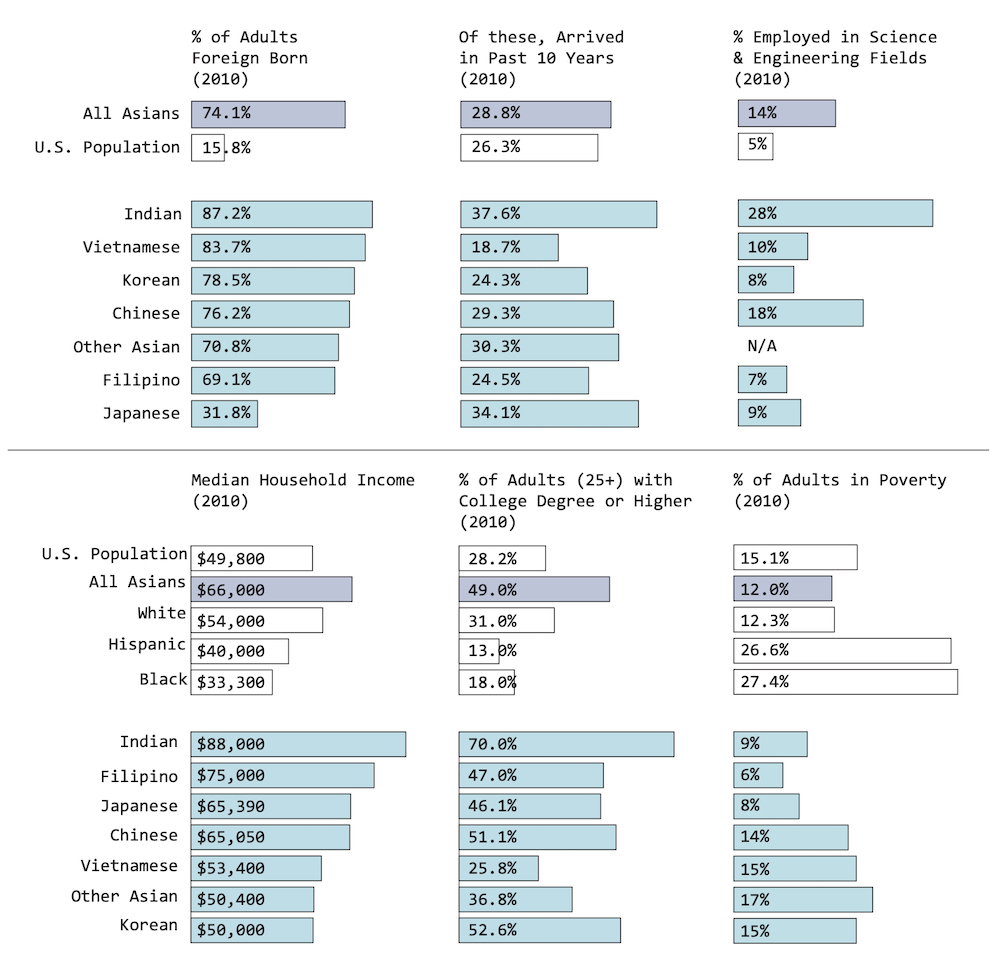 % of Adults
Foreign Born
(2010)
Of these, Arrived
in Past 10 Years
(2010)
% Employed in Science
& Engineering Fields
(2010)
All Asians 74.1% 28.8% 14%
U.S. Population 15.8% 26.3% 5%
Indian 87.2% 37.6% 28%
Vietnamese 83.7% 18.7% 10%
Korean 78.5% 24.3% 8%
Chinese 76.2% 29.3% 18%
Other Asian 70.8% 30.3% N/A
Filipino 69.1% 24.5% 7%
Japanese 31.8% 34.1% 9%
Median Household Income
(2010)
% of Adults (25+) with
College Degree or Higher
(2010)
% of Adults in Poverty
(2010)
U.S. Population $49,800 28.2% 15.1%
All Asians $66,000 49.0% 12.0%
White $54,000 31.0% 12.3%
Hispanic $40,000 13.0% 26.6%
Black $33,300 18.0% 27.4%
Indian $88,000 70.0% 9%
Filipino $75,000 47.0% 6%
Japanese $65,390 46.1% 8%
Chinese $65,050 51.1% 14%
Vietnamese $53,400 25.8% 15%
Other Asian $50,400 36.8% 17%
Korean $50,000 52.6% 15%